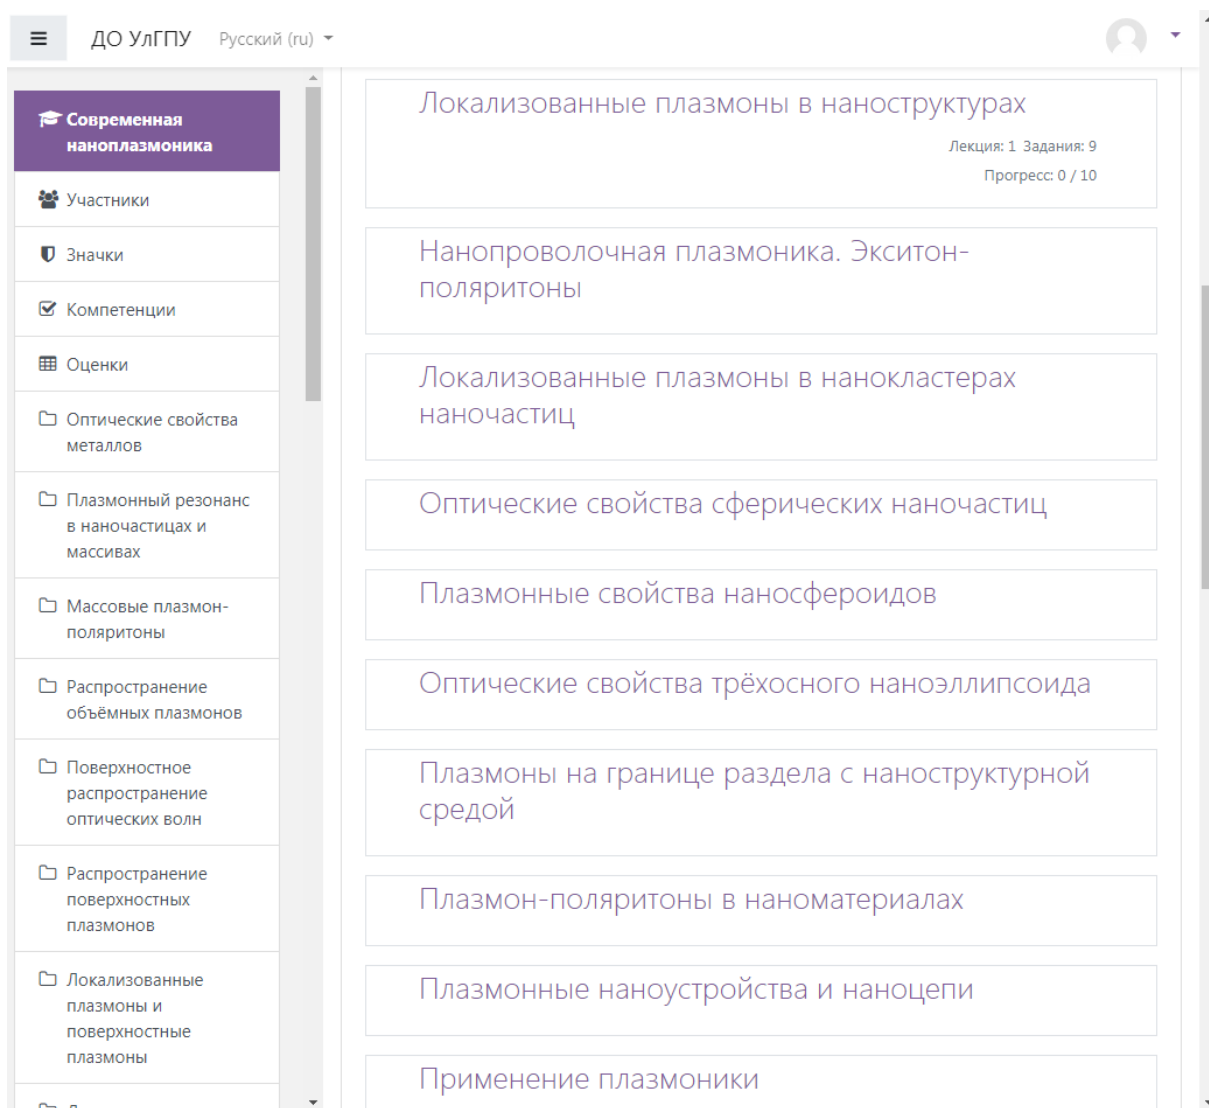 ДО УлГПУ Русский (ru)
Современная
наноплазмоника
Участники
Значки
Компетенции
Оценки
Оптические свойства
металлов
Плазмонный резонанс
в наночастицах и
массивах
Массовые плазмон-
поляритоны
Распространение
объёмных плазмонов
Поверхностное
распространение
оптических волн
Распространение
поверхностных
плазмонов
Локализованные
плазмоны и
поверхностные
плазмоны
Локализованные плазмоны в наноструктурах
Лекция: 1 Задания: 9
Прогресс: 0 / 10
Нанопроволочная плазмоника. Экситон-
поляритоны
Локализованные плазмоны в нанокластерах
наночастиц
Оптические свойства сферических наночастиц
Плазмонные свойства наносфероидов
Оптические свойства трёхосного наноэллипсоида
Плазмоны на границе раздела с наноструктурной
средой
Плазмон-поляритоны в наноматериалах
Плазмонные наноустройства и наноцепи
Применение плазмоники